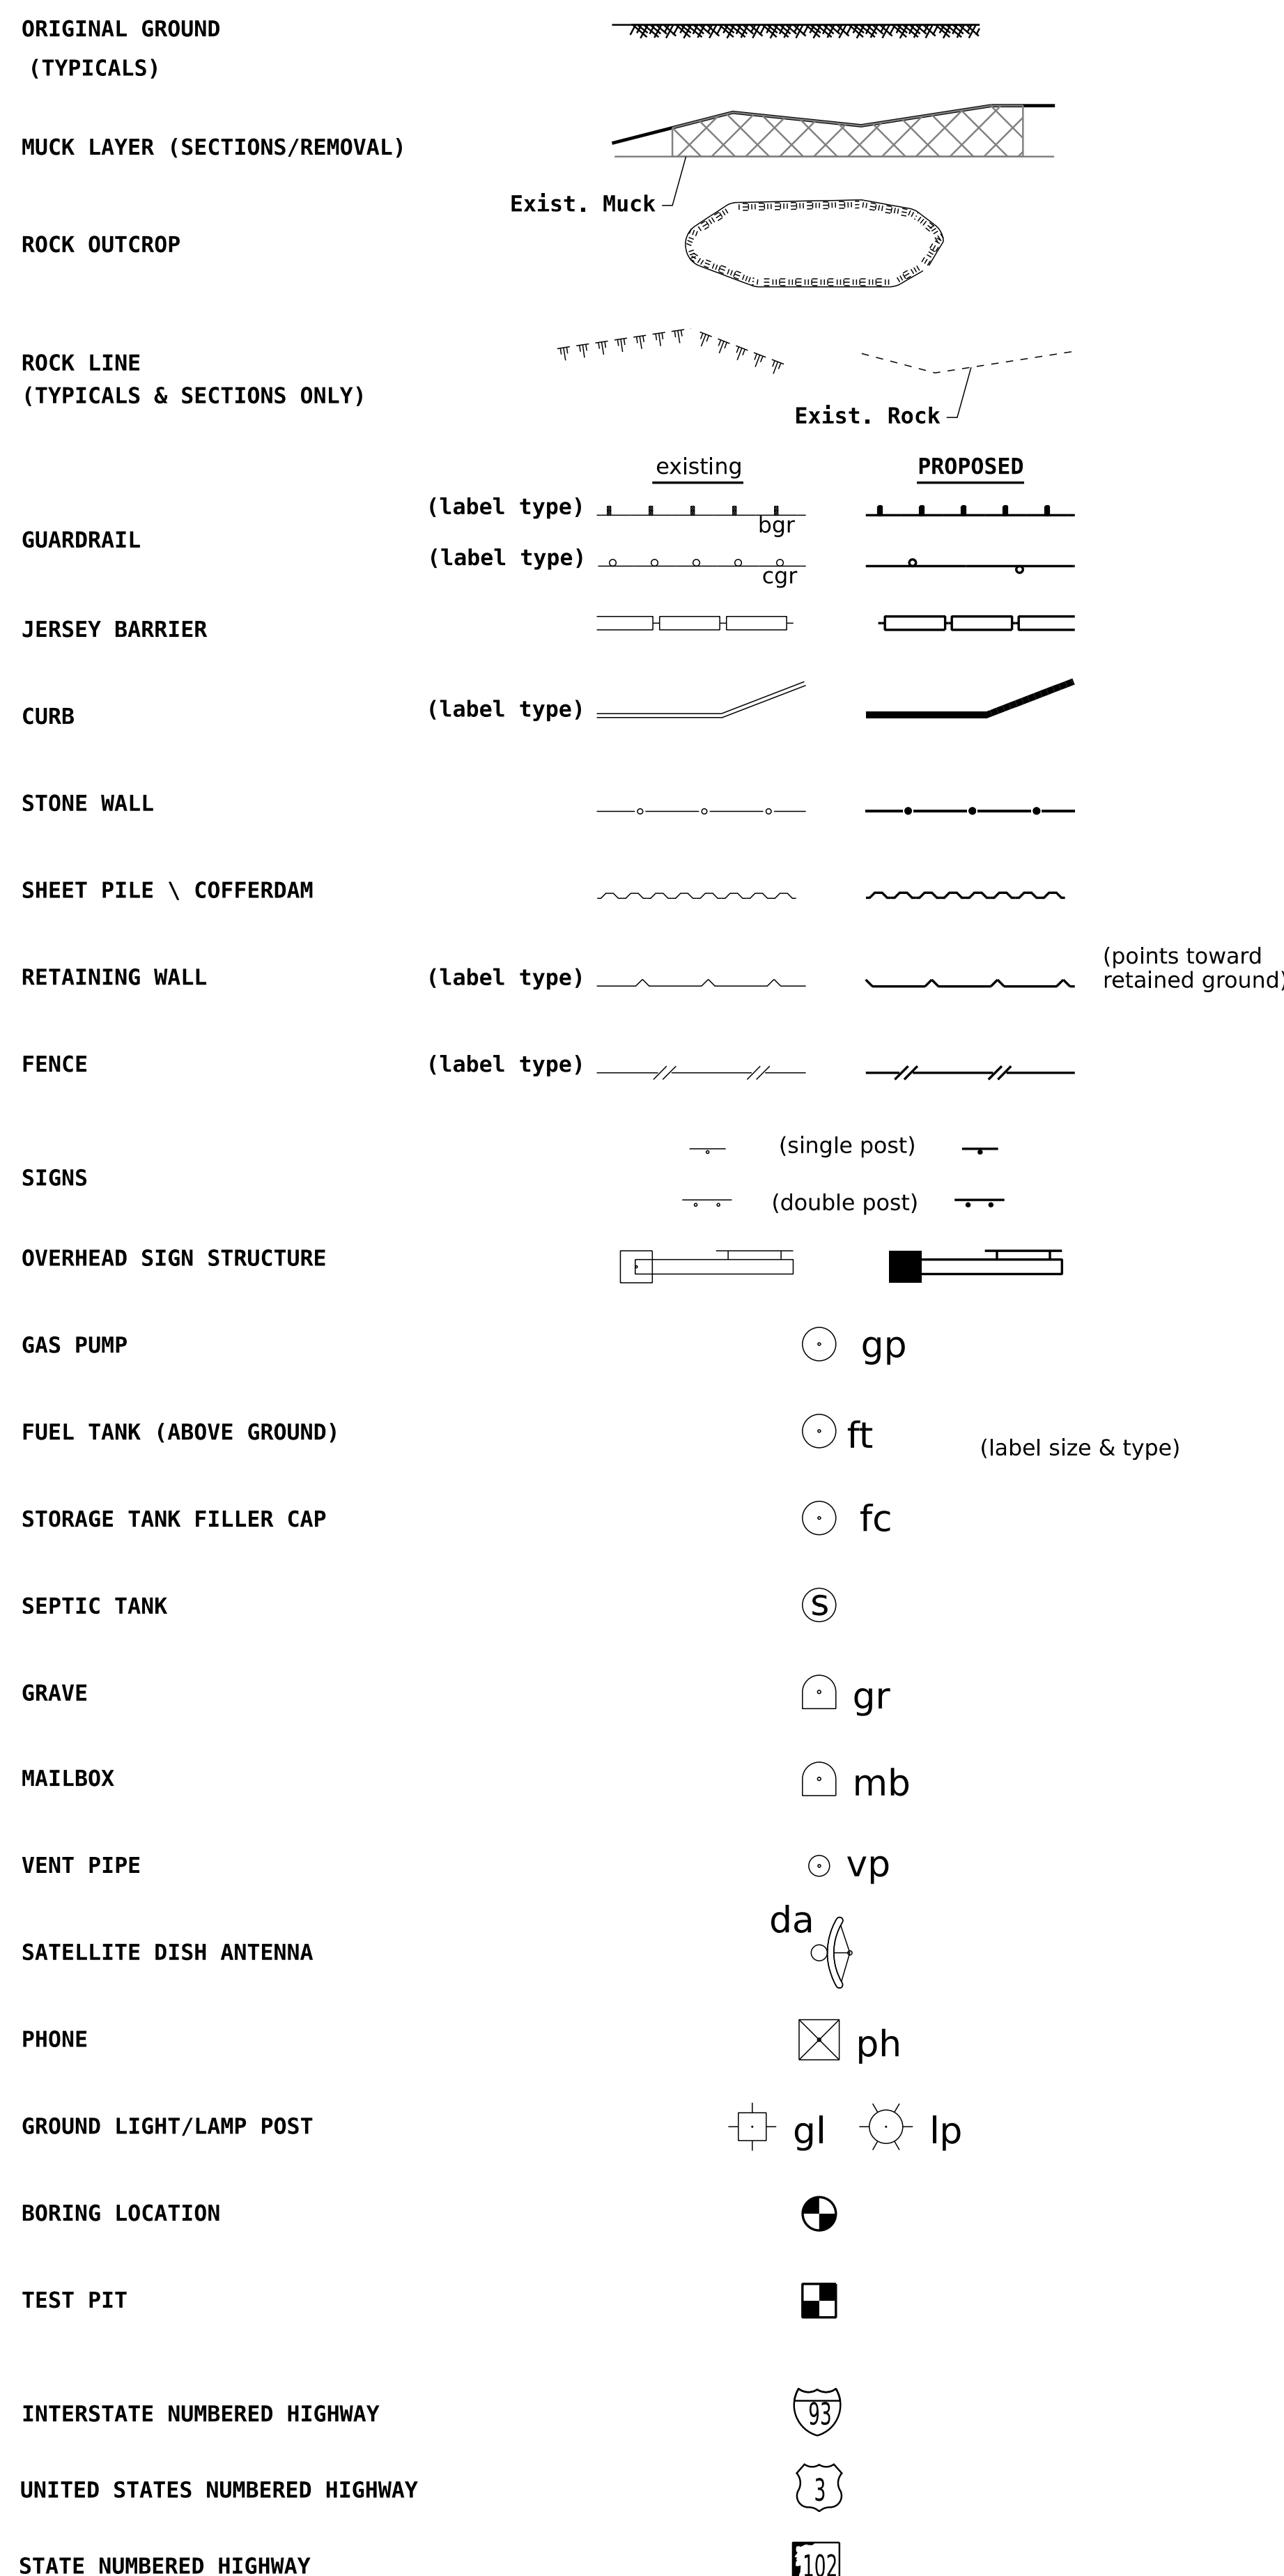 ORIGINAL GROUND
(TYPICALS)
MUCK LAYER (SECTIONS/REMOVAL)
Exist. Muck
ROCK OUTCROP
ROCK LINE
(TYPICALS & SECTIONS ONLY)
Exist. Rock
existing PROPOSED
(label type)
bgr
GUARDRAIL
(label type)
cgr
JERSEY BARRIER
CURB (label type)
STONE WALL
SHEET PILE \ COFFERDAM
(points toward
RETAINING WALL (label type) retained ground)
FENCE (label type)
(single post)
SIGNS
(double post)
OVERHEAD SIGN STRUCTURE
GAS PUMP gp
FUEL TANK (ABOVE GROUND) ft (label size & type)
STORAGE TANK FILLER CAP fc
SEPTIC TANK s
GRAVE gr
MAILBOX mb
VENT PIPE vp
da
SATELLITE DISH ANTENNA
PHONE ph
GROUND LIGHT/LAMP POST gl lp
BORING LOCATION
TEST PIT
INTERSTATE NUMBERED HIGHWAY 93
UNITED STATES NUMBERED HIGHWAY 3
STATE NUMBERED HIGHWAY 102